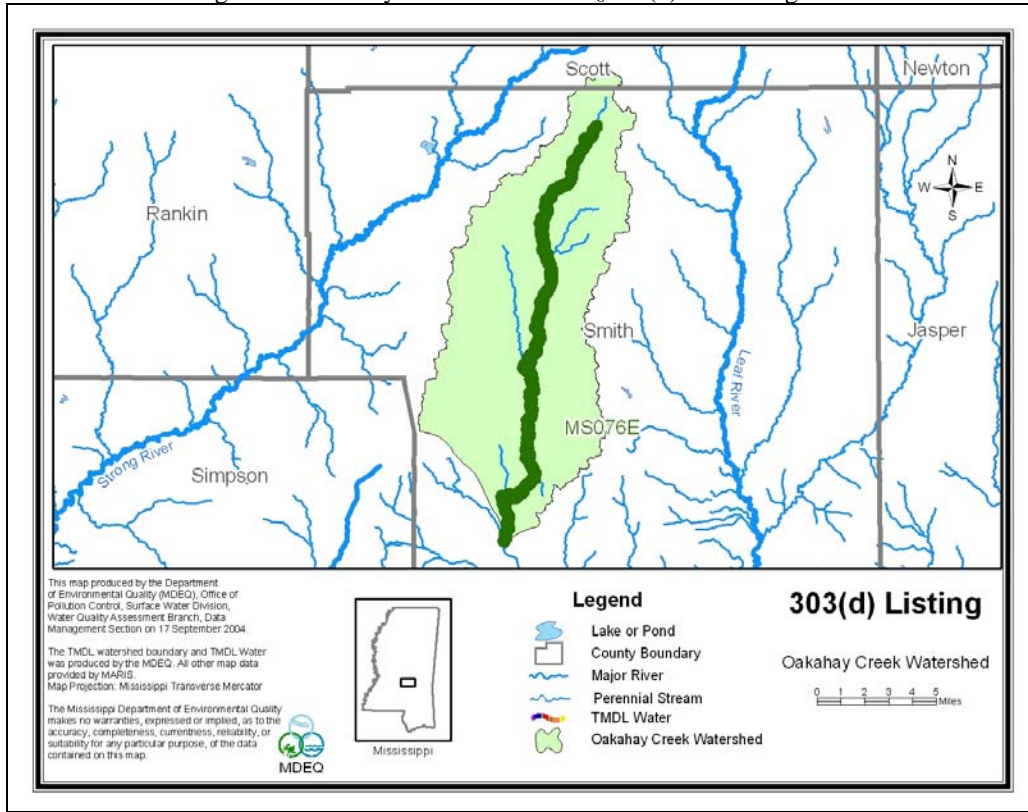 Scott
Newton
N
W E
S
Rankin
Smith
Jasper
Leaf River
MS076E
Strong River
Simpson
This map produced by the Department
of Environmental Quality (MDEQ), Office of
Pollution Control, Surface Water Division,
Water Quality Assessment Branch, Data
Management Section on 17 September 2004.
The TMDL watershed boundary and TMDL Water
was produced by the MDEQ. All other map data
provided by MARIS.
Map Projection: Mississippi Transverse Mercator
The Mississippi Department of Environmental Quality
makes no warranties, expressed or implied, as to the
accuracy, completeness, currentness, reliability, or
suitability for any particular purpose, of the data
contained on this map.
MDEQ
Mississippi
Legend
Lake or Pond
County Boundary
Major River
Perennial Stream
TMDL Water
Oakahay Creek Watershed
303(d) Listing
Oakahay Creek Watershed
0 1 2 3 4 5
Miles